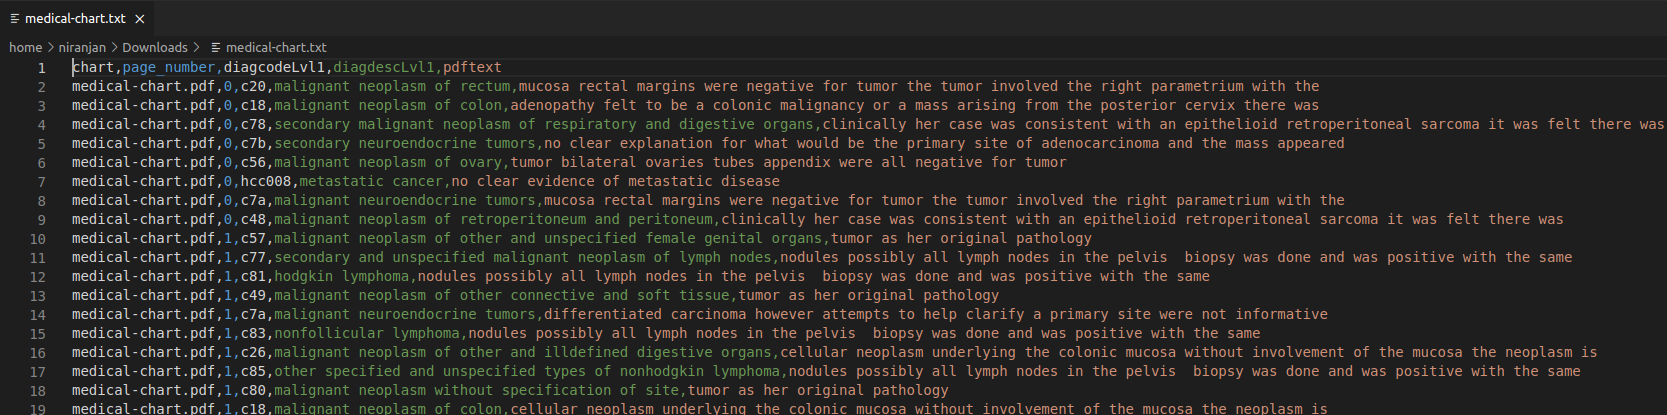 medical-chart.txt ×
home > niranjan > Downloads > medical-chart.txt
1 chart,page_number,diagcodeLvl1,diagdescLvl1,pdftext
2 medical-chart.pdf,0,c20,malignant neoplasm of rectum,mucosa rectal margins were negative for tumor the tumor involved the right parametrium with the
3 medical-chart.pdf,0,c18,malignant neoplasm of colon,adenopathy felt to be a colonic malignancy or a mass arising from the posterior cervix there was
4 medical-chart.pdf,0,c78,secondary malignant neoplasm of respiratory and digestive organs,clinically her case was consistent with an epithelioid retroperitoneal sarcoma it was felt there was
5 medical-chart.pdf,0,c7b,secondary neuroendocrine tumors,no clear explanation for what would be the primary site of adenocarcinoma and the mass appeared
6 medical-chart.pdf,0,c56,malignant neoplasm of ovary,tumor bilateral ovaries tubes appendix were all negative for tumor
7 medical-chart.pdf,0,hcc008,metastatic cancer,no clear evidence of metastatic disease
8 medical-chart.pdf,0,c7a,malignant neuroendocrine tumors,mucosa rectal margins were negative for tumor the tumor involved the right parametrium with the
9 medical-chart.pdf,0,c48,malignant neoplasm of retroperitoneum and peritoneum,clinically her case was consistent with an epithelioid retroperitoneal sarcoma it was felt there was
10 medical-chart.pdf,1,c57,malignant neoplasm of other and unspecified female genital organs,tumor as her original pathology
11 medical-chart.pdf,1,c77,secondary and unspecified malignant neoplasm of lymph nodes,nodules possibly all lymph nodes in the pelvis  biopsy was done and was positive with the same
12 medical-chart.pdf,1,c81,hodgkin lymphoma,nodules possibly all lymph nodes in the pelvis  biopsy was done and was positive with the same
13 medical-chart.pdf,1,c49,malignant neoplasm of other connective and soft tissue,tumor as her original pathology
14 medical-chart.pdf,1,c7a,malignant neuroendocrine tumors,differentiated carcinoma however attempts to help clarify a primary site were not informative
15 medical-chart.pdf,1,c83,nonfollicular lymphoma,nodules possibly all lymph nodes in the pelvis  biopsy was done and was positive with the same
16 medical-chart.pdf,1,c26,malignant neoplasm of other and illdefined digestive organs,cellular neoplasm underlying the colonic mucosa without involvement of the mucosa the neoplasm is
17 medical-chart.pdf,1,c85,other specified and unspecified types of nonhodgkin lymphoma,nodules possibly all lymph nodes in the pelvis  biopsy was done and was positive with the same
18 medical-chart.pdf,1,c80,malignant neoplasm without specification of site,tumor as her original pathology
19 medical-chart.pdf,1,c18,malignant neoplasm of colon,cellular neoplasm underlying the colonic mucosa without involvement of the mucosa the neoplasm is